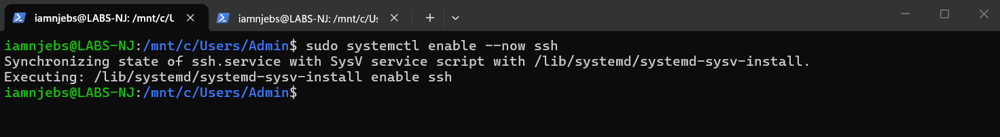 iamnjebs@LABS-NJ: /mnt/c/U
iamnjebs@LABS-NJ: /mnt/c/Us
iamnjebs@LABS-NJ:/mnt/c/Users/Admin$ sudo systemctl enable --now ssh
Synchronizing state of ssh.service with SysV service script with /lib/systemd/systemd-sysv-install.
Executing: /lib/systemd/systemd-sysv-install enable ssh
iamnjebs@LABS-NJ:/mnt/c/Users/Admin$